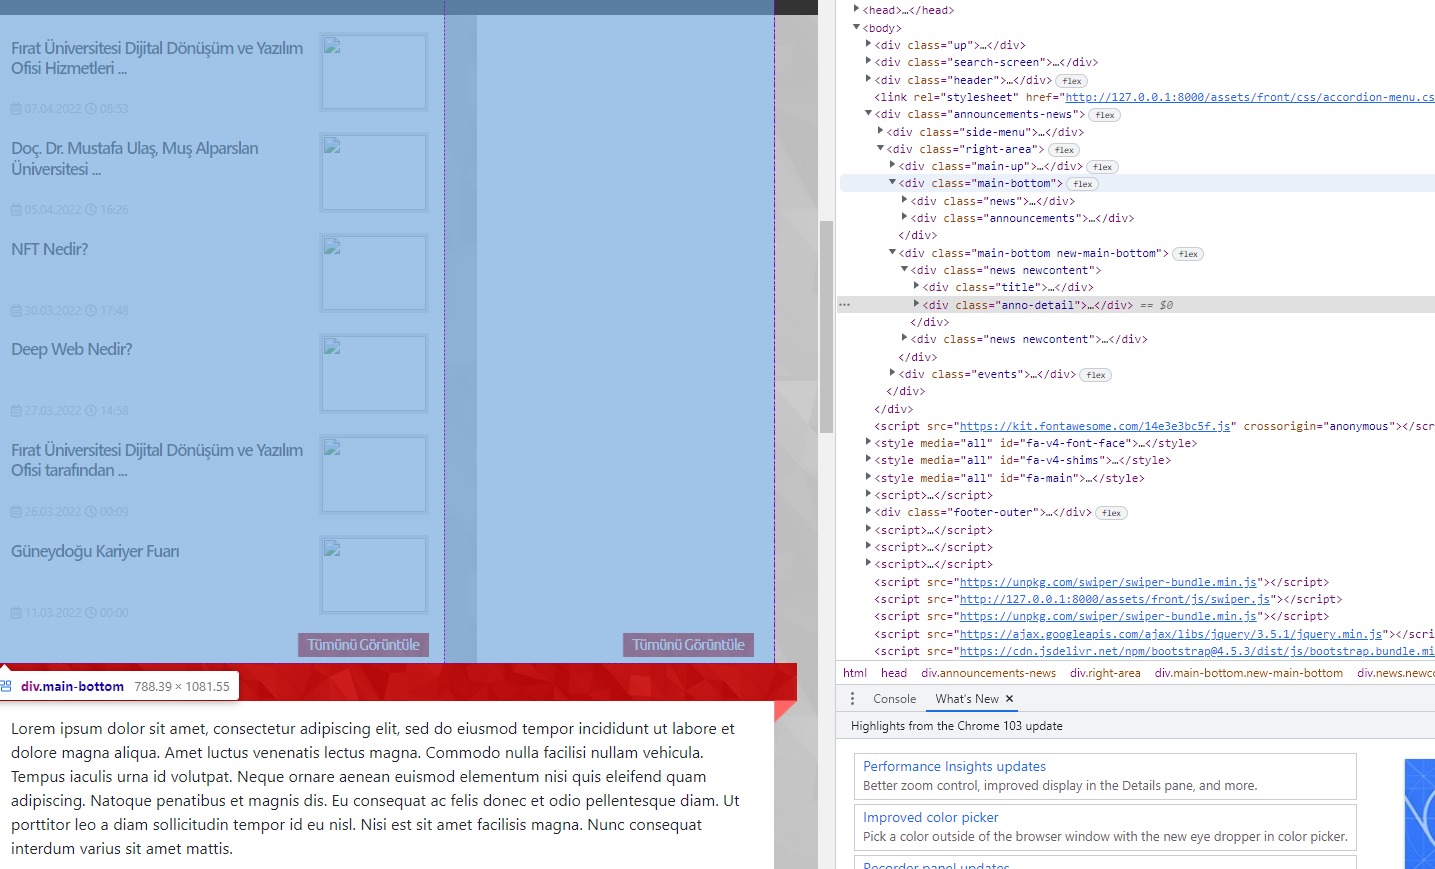 Fırat Üniversitesi Dijital Dönüşüm ve Yazılım
Ofisi Hizmetleri ...
07.04.2022 08:53
Doç. Dr. Mustafa Ulaş, Muş Alparslan
Üniversitesi ...
05.04.2022 16:26
NFT Nedir?
30.03.2022 17:48
Deep Web Nedir?
27.03.2022 14:58
Fırat Üniversitesi Dijital Dönüşüm ve Yazılım
Ofisi tarafından ...
26.03.2022 00:09
Güneydoğu Kariyer Fuarı
11.03.2022 00:00
Tümünü Görüntüle
Tümünü Görüntüle
div.main-bottom 788.39 × 1081.55
Lorem ipsum dolor sit amet, consectetur adipiscing elit, sed do eiusmod tempor incididunt ut labore et
dolore magna aliqua. Amet luctus venenatis lectus magna. Commodo nulla facilisi nullam vehicula.
Tempus iaculis urna id volutpat. Neque ornare aenean euismod elementum nisi quis eleifend quam
adipiscing. Natoque penatibus et magnis dis. Eu consequat ac felis donec et odio pellentesque diam. Ut
porttitor leo a diam sollicitudin tempor id eu nisl. Nisi est sit amet facilisis magna. Nunc consequat
interdum varius sit amet mattis.
<head>…</head>
<body>
<div class="up">…</div>
<div class="search-screen">…</div>
<div class="header">…</div> flex
<link rel="stylesheet" href="http://127.0.0.1:8000/assets/front/css/accordion-menu.cs
<div class="announcements-news"> flex
<div class="side-menu">…</div>
<div class="right-area"> flex
<div class="main-up">…</div> flex
<div class="main-bottom"> flex
<div class="news">…</div>
<div class="announcements">…</div>
</div>
<div class="main-bottom new-main-bottom"> flex
<div class="news newcontent">
<div class="title">…</div>
<div class="anno-detail">…</div> == $0
</div>
<div class="news newcontent">…</div>
</div>
<div class="events">…</div> flex
</div>
</div>
<script src="https://kit.fontawesome.com/14e3e3bc5f.js" crossorigin="anonymous"></scr
<style media="all" id="fa-v4-font-face">…</style>
<style media="all" id="fa-v4-shims">…</style>
<style media="all" id="fa-main">…</style>
<script>…</script>
<div class="footer-outer">…</div> flex
<script>…</script>
<script>…</script>
<script>…</script>
<script src="https://unpkg.com/swiper/swiper-bundle.min.js"></script>
<script src="http://127.0.0.1:8000/assets/front/js/swiper.js"></script>
<script src="https://unpkg.com/swiper/swiper-bundle.min.js"></script>
<script src="https://ajax.googleapis.com/ajax/libs/jquery/3.5.1/jquery.min.js"></scri
<script src="https://cdn.jsdelivr.net/npm/bootstrap@4.5.3/dist/js/bootstrap.bundle.mi
html head div.announcements-news div.right-area div.main-bottom.new-main-bottom div.news.newco
Console What's New ×
Highlights from the Chrome 103 update
Performance Insights updates
Better zoom control, improved display in the Details pane, and more.
Improved color picker
Pick a color outside of the browser window with the new eye dropper in color picker.
Recorder panel updates